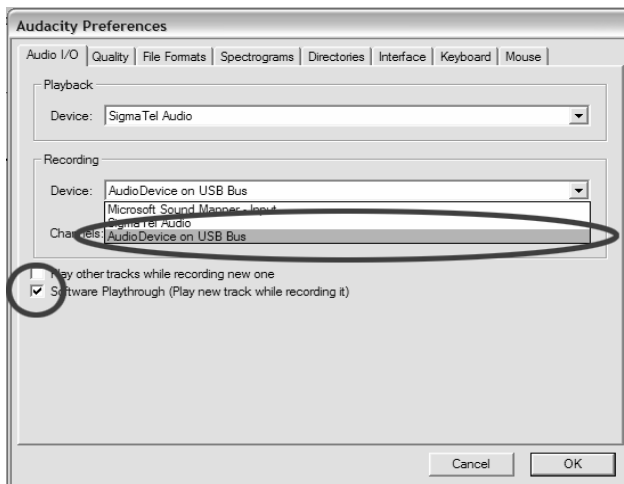 Audacity Preferences
Audio I/O Quality File Formats Spectrograms Directories Interface Keyboard Mouse
Playback
Device: SigmaTel Audio
Recording
Device: AudioDevice on USB Bus
Microsoft Sound Mapper - Input
SigmaTel Audio
Channels: AudioDevice on USB Bus
Play other tracks while recording new one
Software Playthrough (Play new track while recording it)
Cancel OK